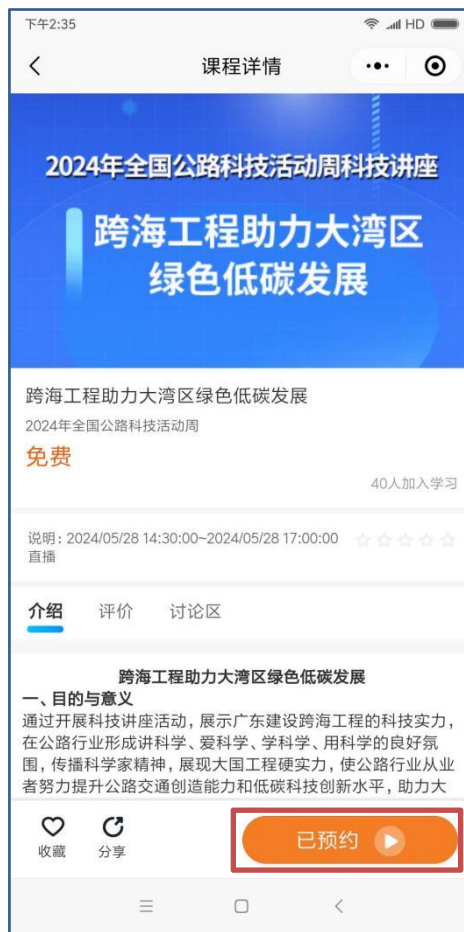 下午2:35
HD
课程详情
2024年全国公路科技活动周科技讲座
跨海工程助力大湾区
绿色低碳发展
跨海工程助力大湾区绿色低碳发展
2024年全国公路科技活动周
免费
40人加入学习
说明：2024/05/28 14:30:00~2024/05/28 17:00:00
直播
介绍 评价 讨论区
跨海工程助力大湾区绿色低碳发展
一、目的与意义
通过开展科技讲座活动，展示广东建设跨海工程的科技实力，
在公路行业形成讲科学、爱科学、学科学、用科学的良好氛
围，传播科学家精神，展现大国工程硬实力，使公路行业从业
者努力提升公路交通创造能力和低碳科技创新水平，助力大
收藏 分享 已预约